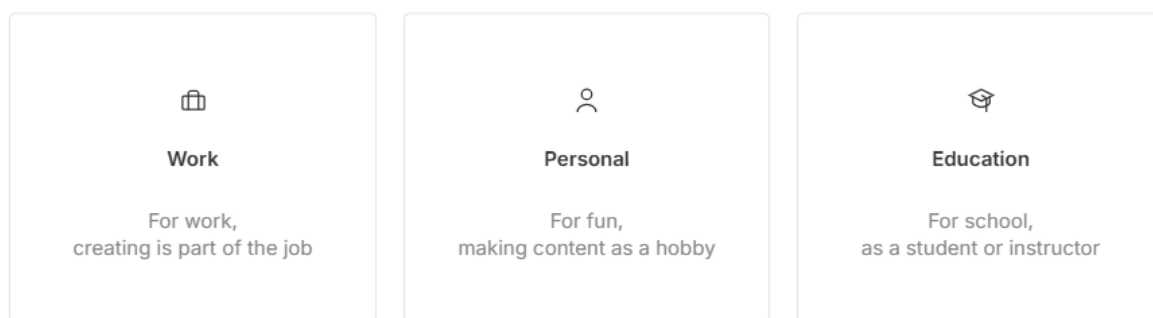 Work
For work,
creating is part of the job
Personal
For fun,
making content as a hobby
Education
For school,
as a student or instructor